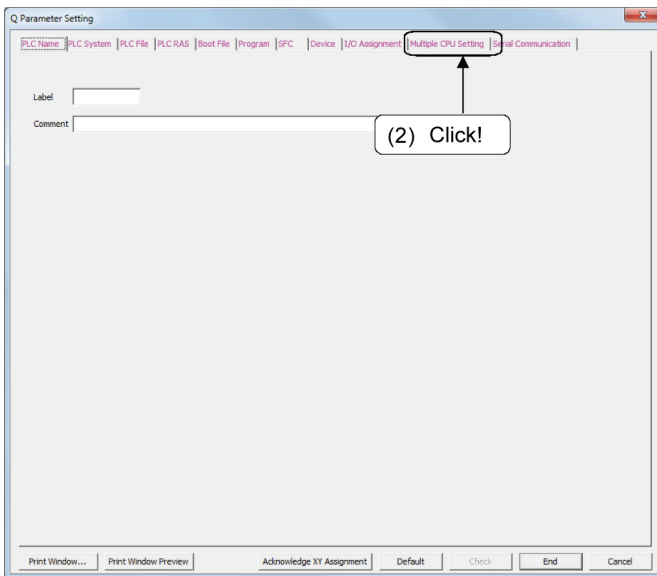 Q Parameter Setting
PLC Name PLC System PLC File PLC RAS Boot File Program SFC Device I/O Assignment Multiple CPU Setting Serial Communication
Label
Comment
(2) Click!
Print Window... Print Window Preview Acknowledge XY Assignment Default Check End Cancel